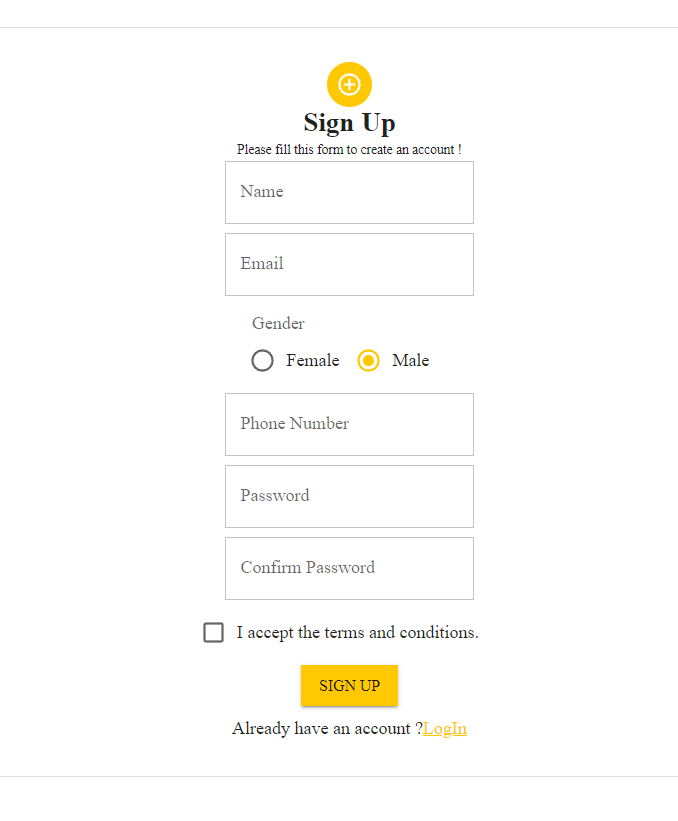 Sign Up
Please fill this form to create an account !
Name
Email
Gender
Female Male
Phone Number
Password
Confirm Password
I accept the terms and conditions.
SIGN UP
Already have an account ?LogIn